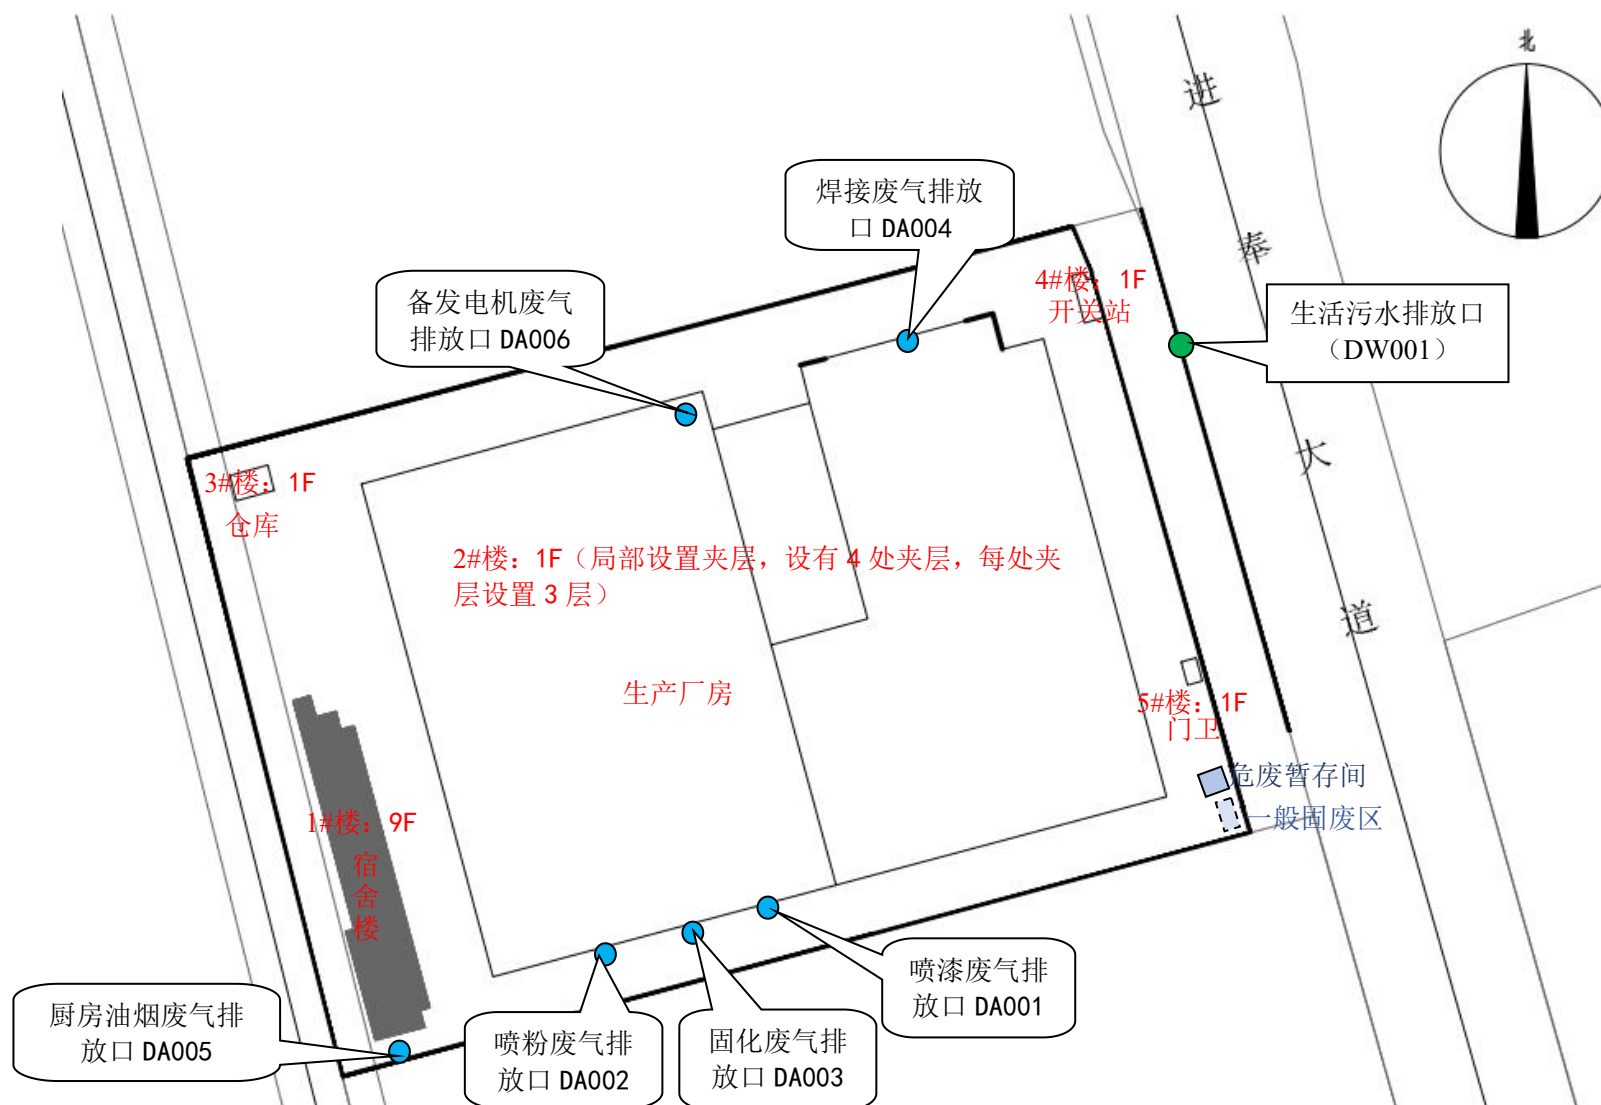 北
进
奉
大
道
焊接废气排放
口 DA004
备发电机废气
排放口 DA006
4#楼：1F
开关站
生活污水排放口
（DW001）
3#楼：1F
仓库
2#楼：1F（局部设置夹层，设有 4 处夹层，每处夹
层设置 3 层）
生产厂房
5#楼：1F
门卫
危废暂存间
一般固废区
1#楼：9F
宿
舍
楼
喷漆废气排
放口 DA001
厨房油烟废气排
放口 DA005
喷粉废气排
放口 DA002
固化废气排
放口 DA003